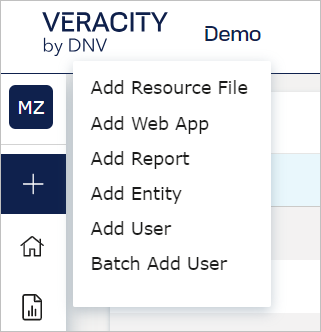 VERACITY
by DNV
Demo
MZ
Add Resource File
Add Web App
Add Report
Add Entity
Add User
Batch Add User